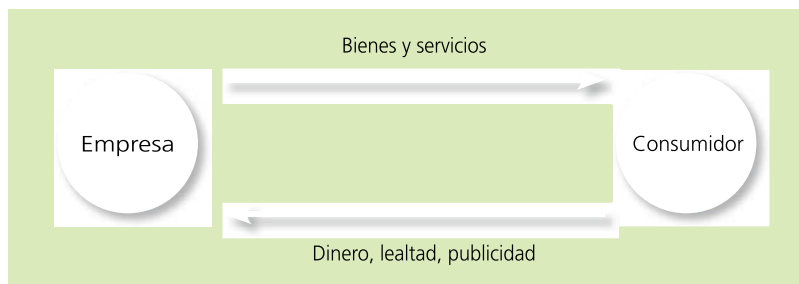 Bienes y servicios
Empresa
Consumidor
Dinero, lealtad, publicidad